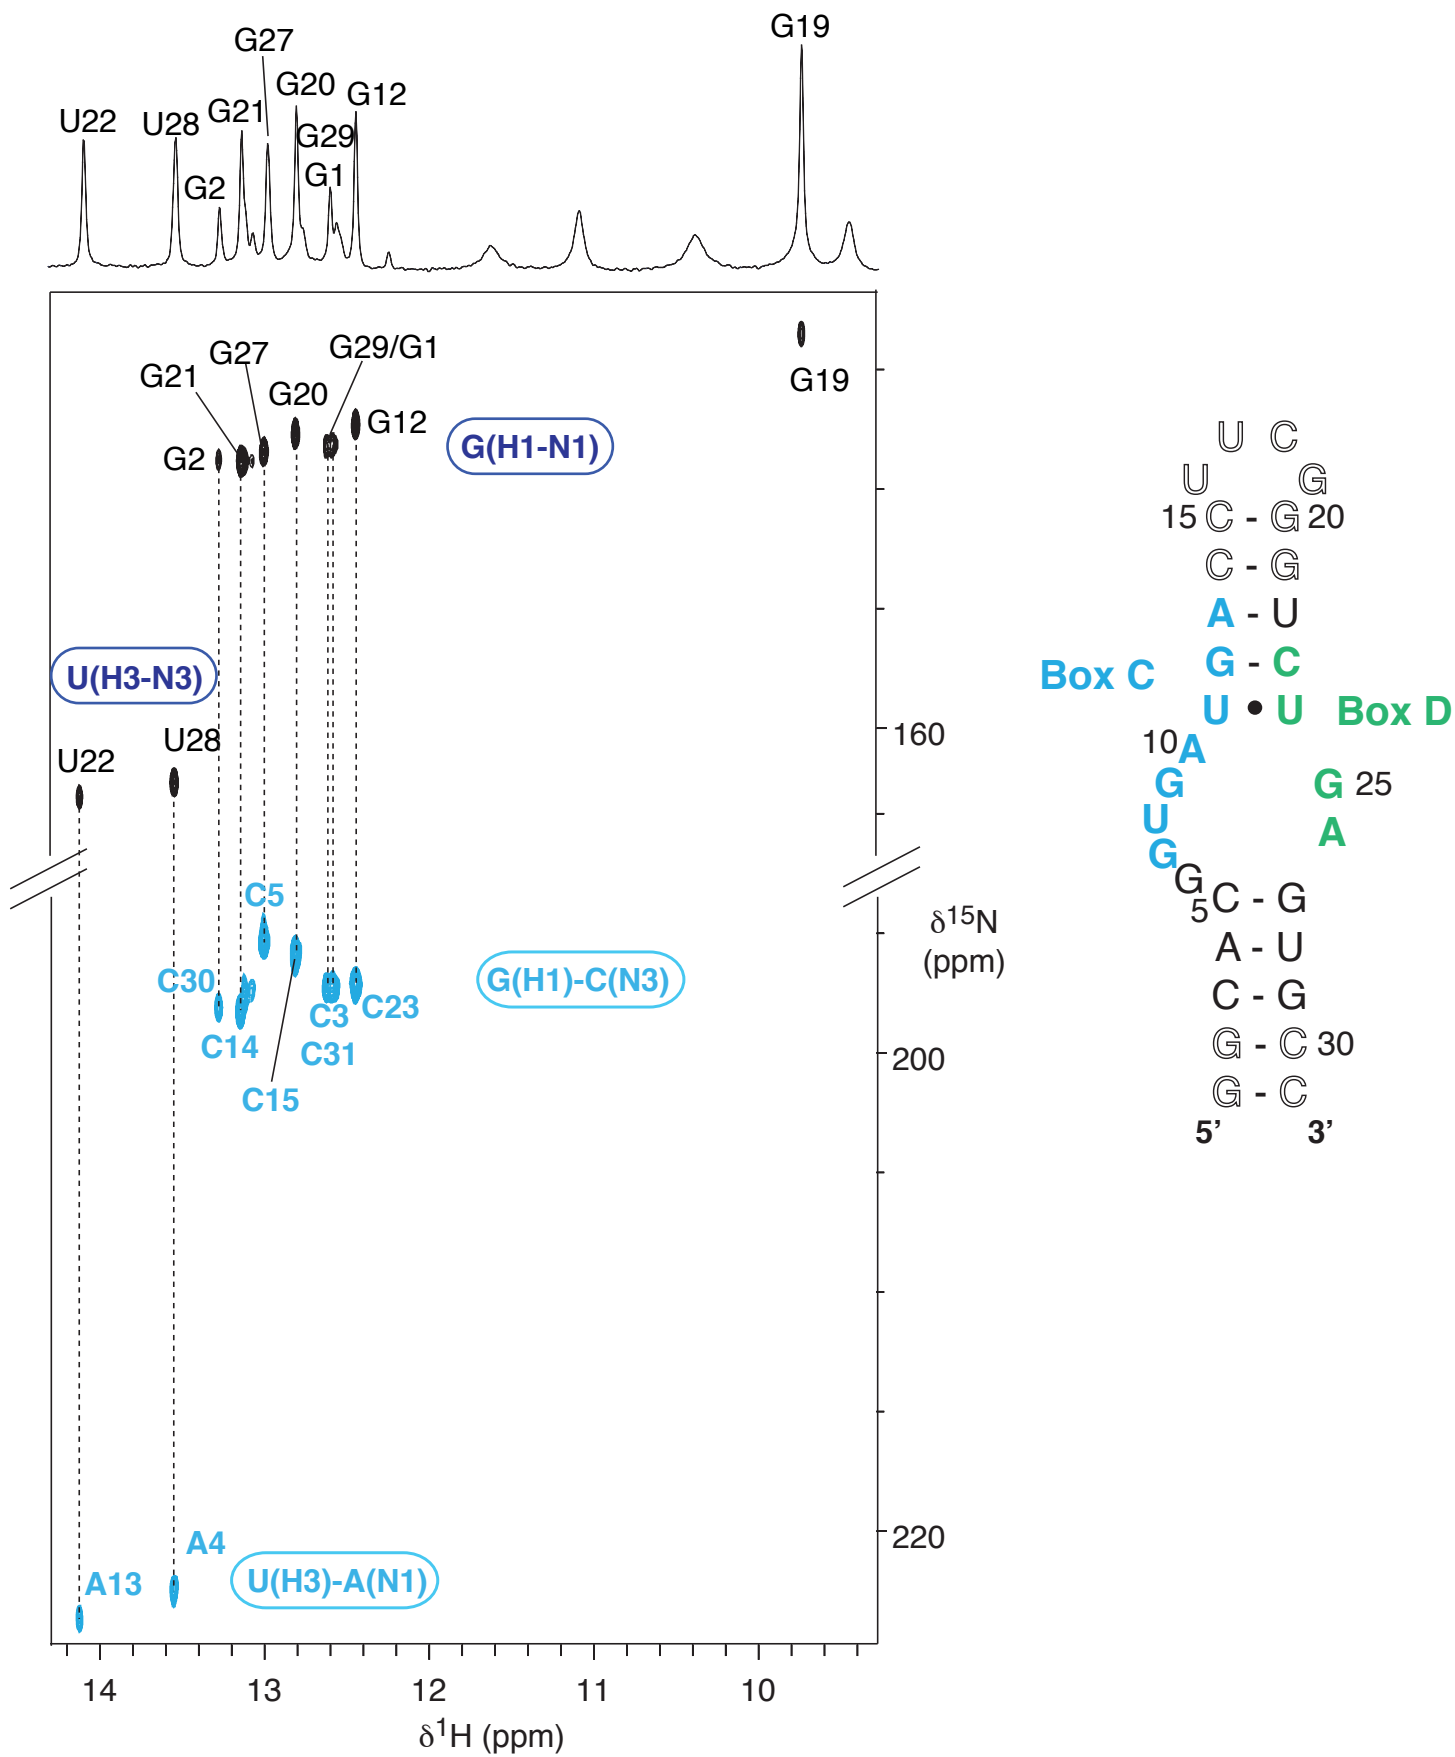 G19
G27
G20
G12
G21
U22
U28
G29
G1
G2
G29/G1
G27
G21
G19
G20
G12
G2
G(H1-N1)
U(H3-N3)
U28
U22
160
C5
δ15N
(ppm)
C30
G(H1)-C(N3)
C3
C23
C14
C31
200
C15
220
A4
A13
U(H3)-A(N1)
14 13 12 11 10
δ1H (ppm)
U C
U G
15 C - G 20
C - G
A - U
Box C G - C
U • U Box D
10 A
G G 25
U A
G
G
5 C - G
A - U
C - G
G - C 30
G - C
5’ 3’